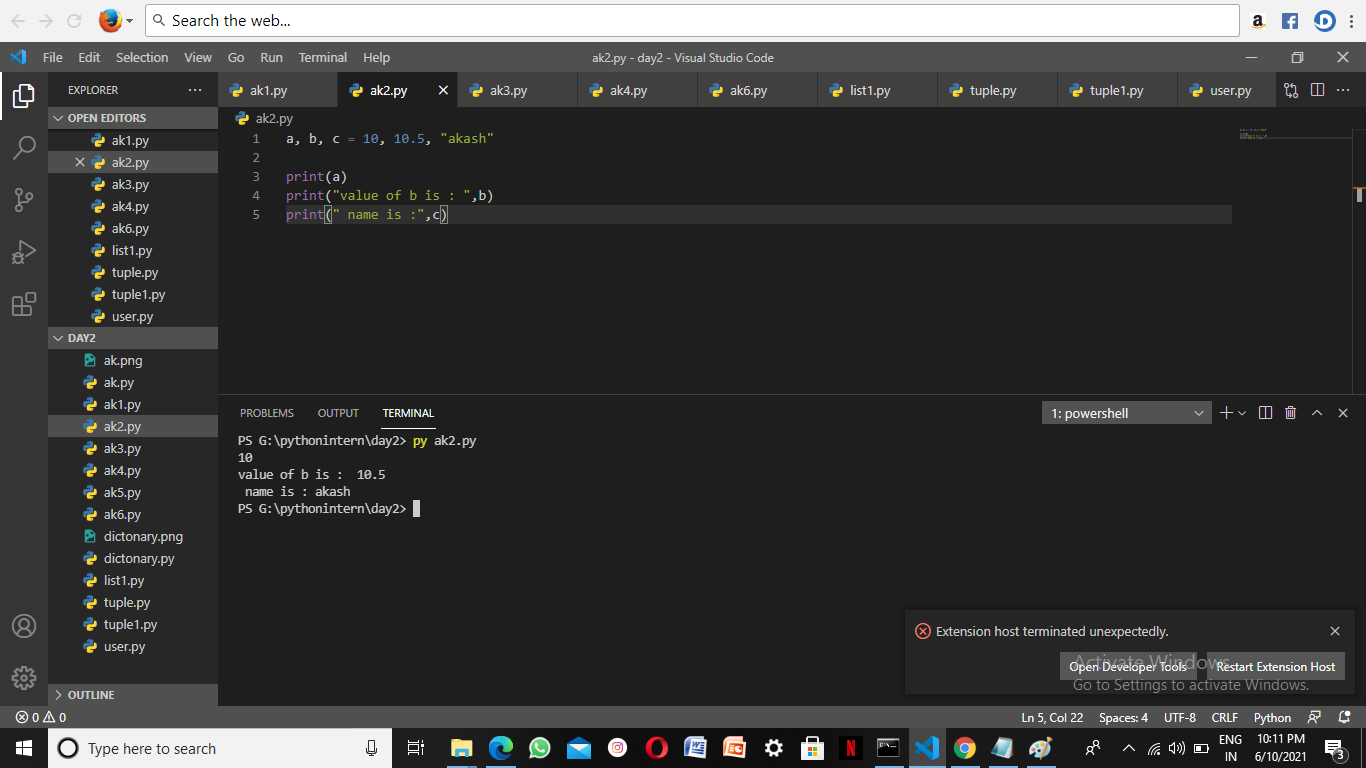 Search the web...
File Edit Selection View Go Run Terminal Help
ak2.py - day2 - Visual Studio Code
EXPLORER
OPEN EDITORS
ak1.py
ak2.py
ak3.py
ak4.py
ak6.py
list1.py
tuple.py
tuple1.py
user.py
DAY2
ak.png
ak.py
ak1.py
ak2.py
ak3.py
ak4.py
ak5.py
ak6.py
dictonary.png
dictonary.py
list1.py
tuple.py
tuple1.py
user.py
OUTLINE
ak1.py ak2.py ak3.py ak4.py ak6.py list1.py tuple.py tuple1.py user.py
ak2.py
1 a, b, c = 10, 10.5, "akash"
2
3 print(a)
4 print("value of b is : ",b)
5 print(" name is :",c)
PROBLEMS OUTPUT TERMINAL
1: powershell
PS G:\pythonintern\day2> py ak2.py
10
value of b is :  10.5
 name is : akash
PS G:\pythonintern\day2>
Extension host terminated unexpectedly.
Open Developer Tools Restart Extension Host
Activate Windows
Go to Settings to activate Windows.
0 0
Ln 5, Col 22 Spaces: 4 UTF-8 CRLF Python
Type here to search
ENG
IN
10:11 PM
6/10/2021
3